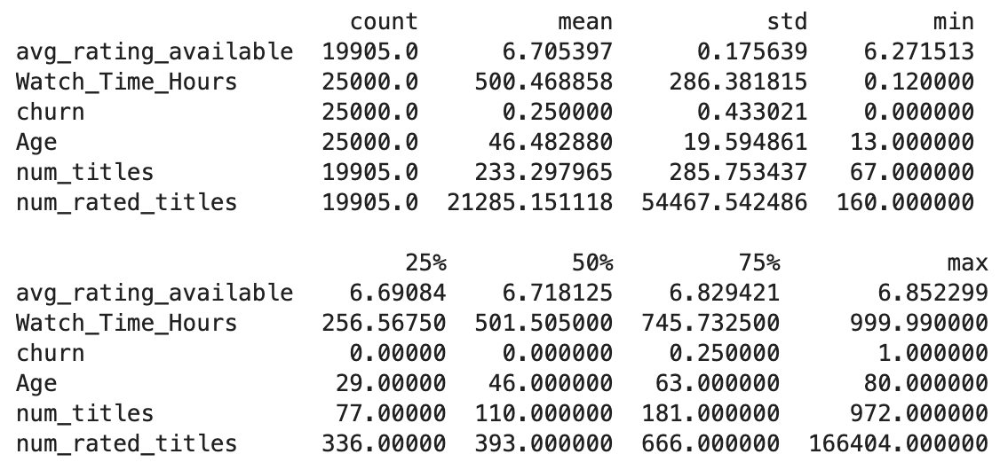 count mean std min
avg_rating_available 19905.0 6.705397 0.175639 6.271513
Watch_Time_Hours 25000.0 500.468858 286.381815 0.120000
churn 25000.0 0.250000 0.433021 0.000000
Age 25000.0 46.482880 19.594861 13.000000
num_titles 19905.0 233.297965 285.753437 67.000000
num_rated_titles 19905.0 21285.151118 54467.542486 160.000000
25% 50% 75% max
avg_rating_available 6.69084 6.718125 6.829421 6.852299
Watch_Time_Hours 256.56750 501.505000 745.732500 999.990000
churn 0.00000 0.000000 0.250000 1.000000
Age 29.00000 46.000000 63.000000 80.000000
num_titles 77.00000 110.000000 181.000000 972.000000
num_rated_titles 336.00000 393.000000 666.000000 166404.000000